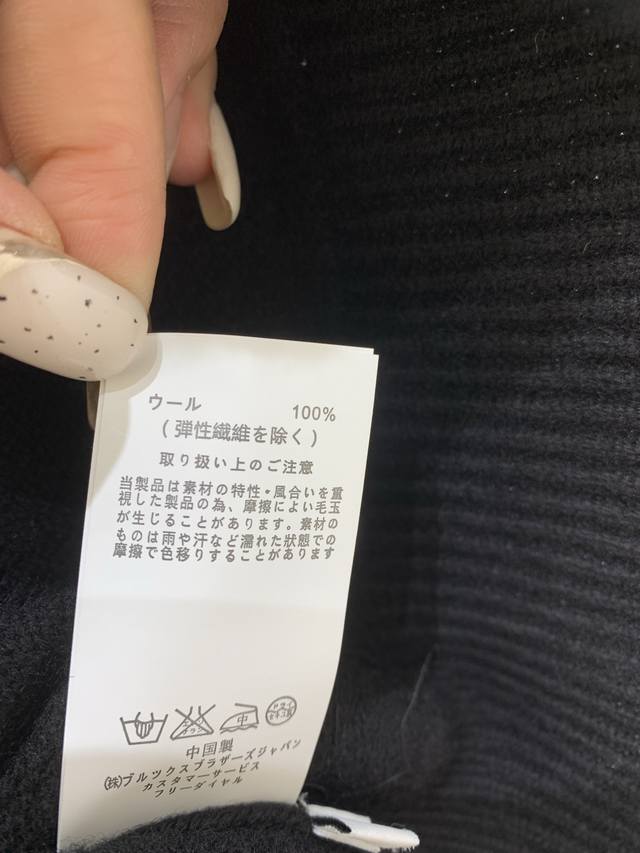 ウール 100%
(弾性繊維を除く)
取り扱い上のご注意
当製品は素材の特性・風合いを重
視した製品の為、摩擦によい毛玉
が生じることがあります。素材の
ものは雨や汗など濡れた狀態での
摩擦で色移りすることがあります
中
ドライ
中国製
㈱ブルックスブラザーズジャパン
カスタマーサービス
フリーダイヤル